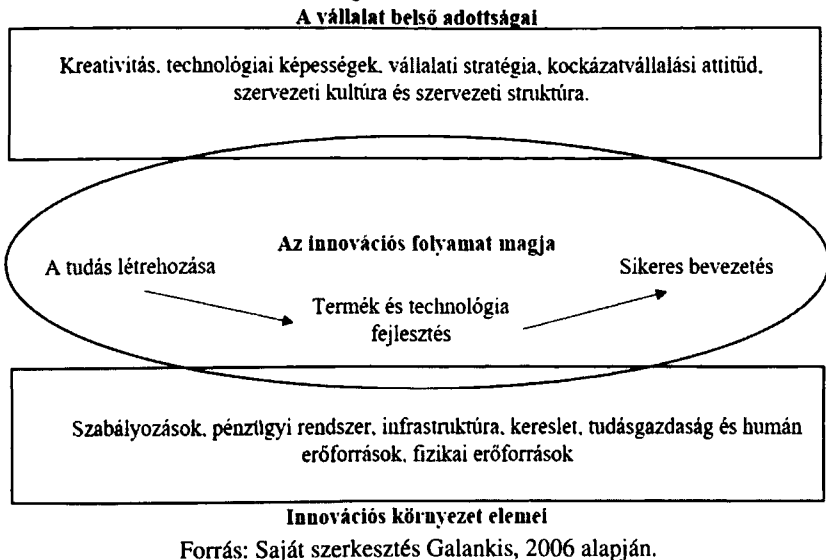 A vállalat belső adottságai
Kreativitás, technológiai képességek, vállalati stratégia, kockázatvállalási attitüd,
szervezeti kultúra és szervezeti struktúra.
Az innovációs folyamat magja
A tudás létrehozása
Sikeres bevezetés
Termék és technológia
fejlesztés
Szabályozások, pénzügyi rendszer, infrastruktúra, kereslet, tudásgazdaság és humán
erőforrások, fizikai erőforrások
Innovációs környezet elemei
Forrás: Saját szerkesztés Galankis, 2006 alapján.